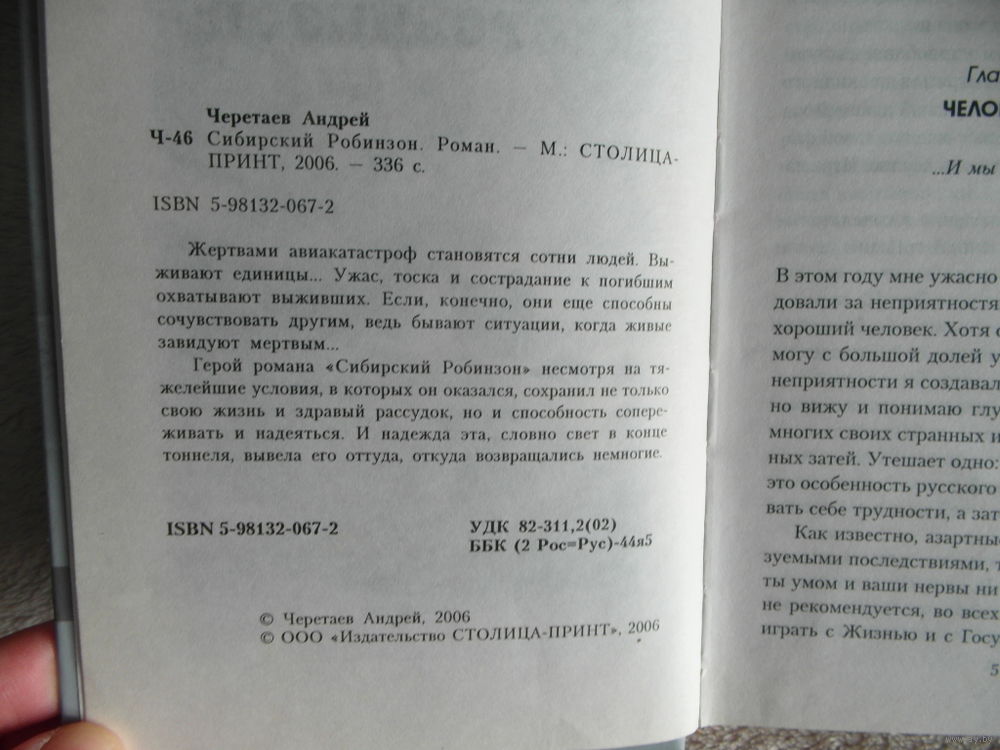 Черетаев Андрей
Ч-46 Сибирский Робинзон. Роман. — М.: СТОЛИЦА-
ПРИНТ, 2006. — 336 с.
ISBN 5-98132-067-2
Жертвами авиакатастроф становятся сотни людей. Вы-
живают единицы... Ужас, тоска и сострадание к погибшим
охватывают выживших. Если, конечно, они еще способны
сочувствовать другим, ведь бывают ситуации, когда живые
завидуют мертвым...
Герой романа «Сибирский Робинзон» несмотря на тя-
желейшие условия, в которых он оказался, сохранил не только
свою жизнь и здравый рассудок, но и способность сопере-
живать и надеяться. И надежда эта, словно свет в конце
тоннеля, вывела его оттуда, откуда возвращались немногие.
ISBN 5-98132-067-2
УДК 82-311,2(02)
ББК (2 Рос=Рус)-44я5
© Черетаев Андрей, 2006
© ООО «Издательство СТОЛИЦА-ПРИНТ», 2006
Гла
ЧЕЛО
...И мы
В этом году мне ужасно
довали за неприятностя
хороший человек. Хотя
могу с большой долей у
неприятности я создавал
но вижу и понимаю глу
многих своих странных и
ных затей. Утешает одно:
это особенность русского
вать себе трудности, а зат
Как известно, азартны
зуемыми последствиями, т
ты умом и ваши нервы ни
не рекомендуется, во всех
играть с Жизнью и с Госу
5
www.ay.by